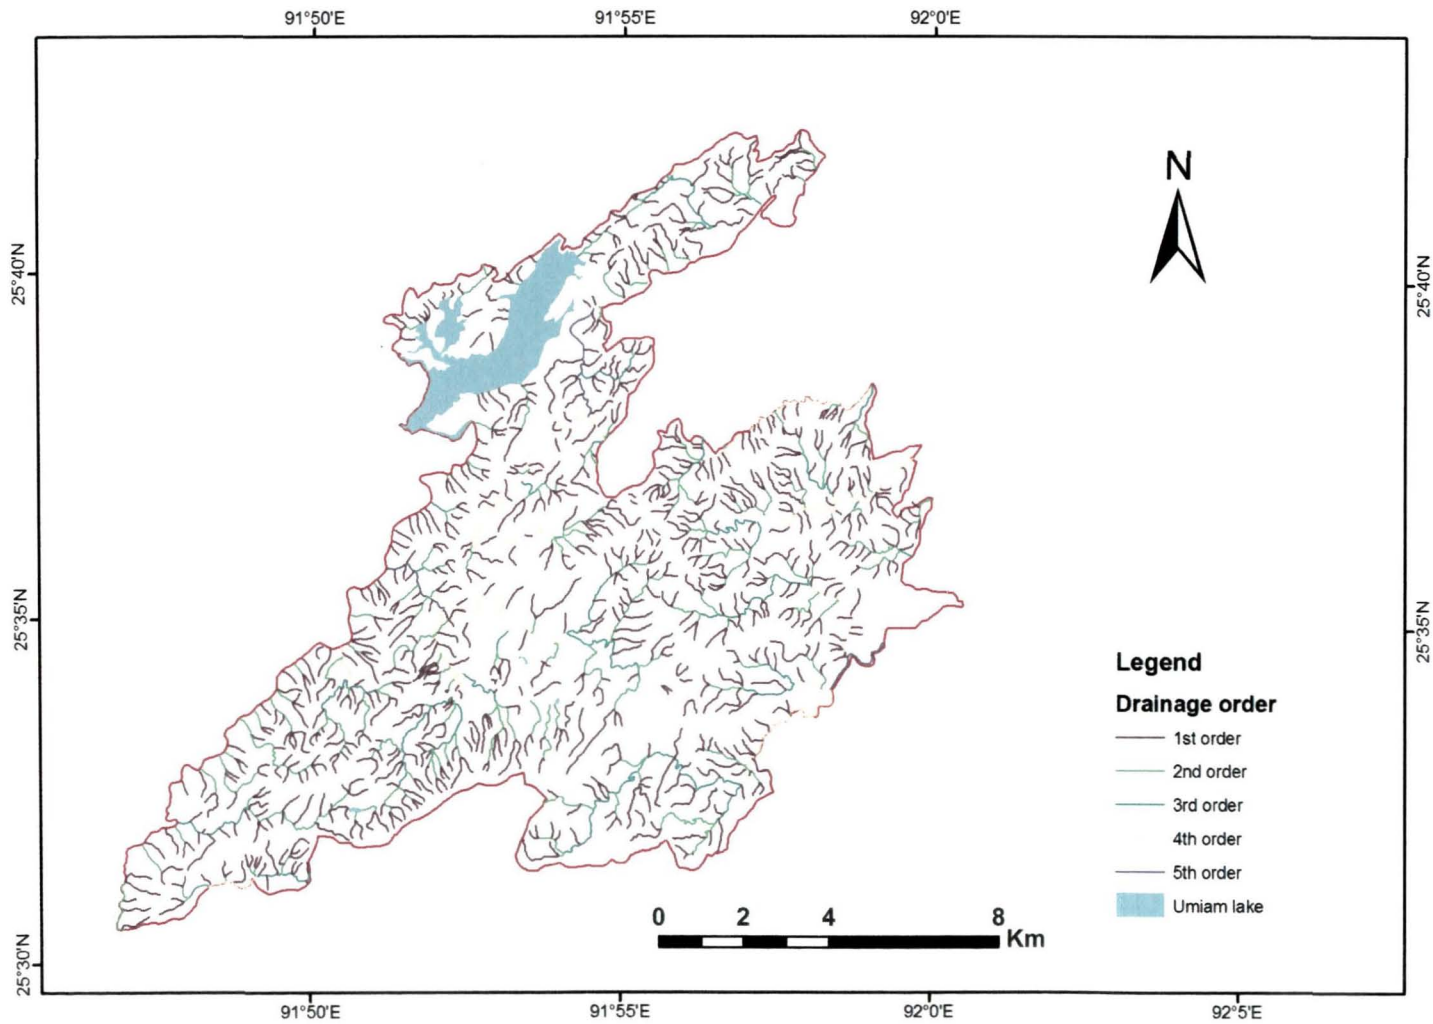 91°50'E 91°55'E 92°0'E
N
25°40'N
25°40'N
25°35'N
25°35'N
Legend
Drainage order
1st order
2nd order
3rd order
4th order
5th order
Umiam lake
0 2 4 8
Km
25°30'N
91°50'E 91°55'E 92°0'E 92°5'E